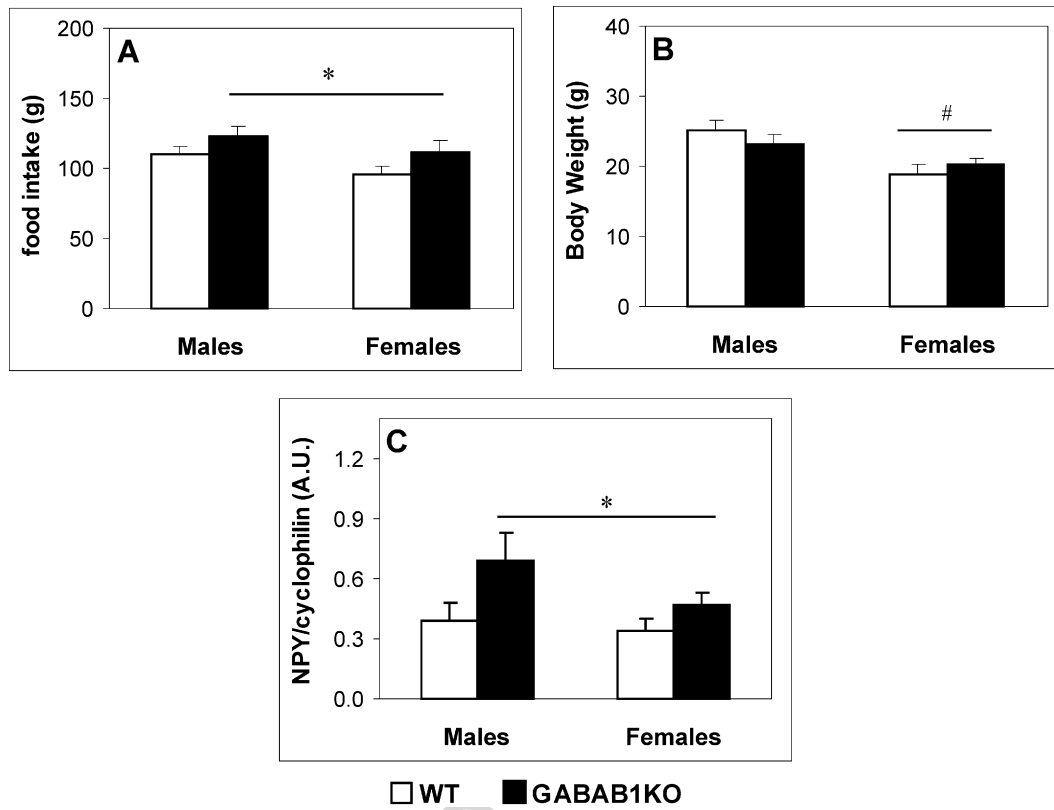 A
food intake (g)
200
150
100
50
0
*
Males Females
B
Body Weight (g)
40
30
20
10
0
#
Males Females
C
NPY/cyclophilin (A.U.)
1.2
0.9
0.6
0.3
0.0
*
Males Females
WT GABAB1KO